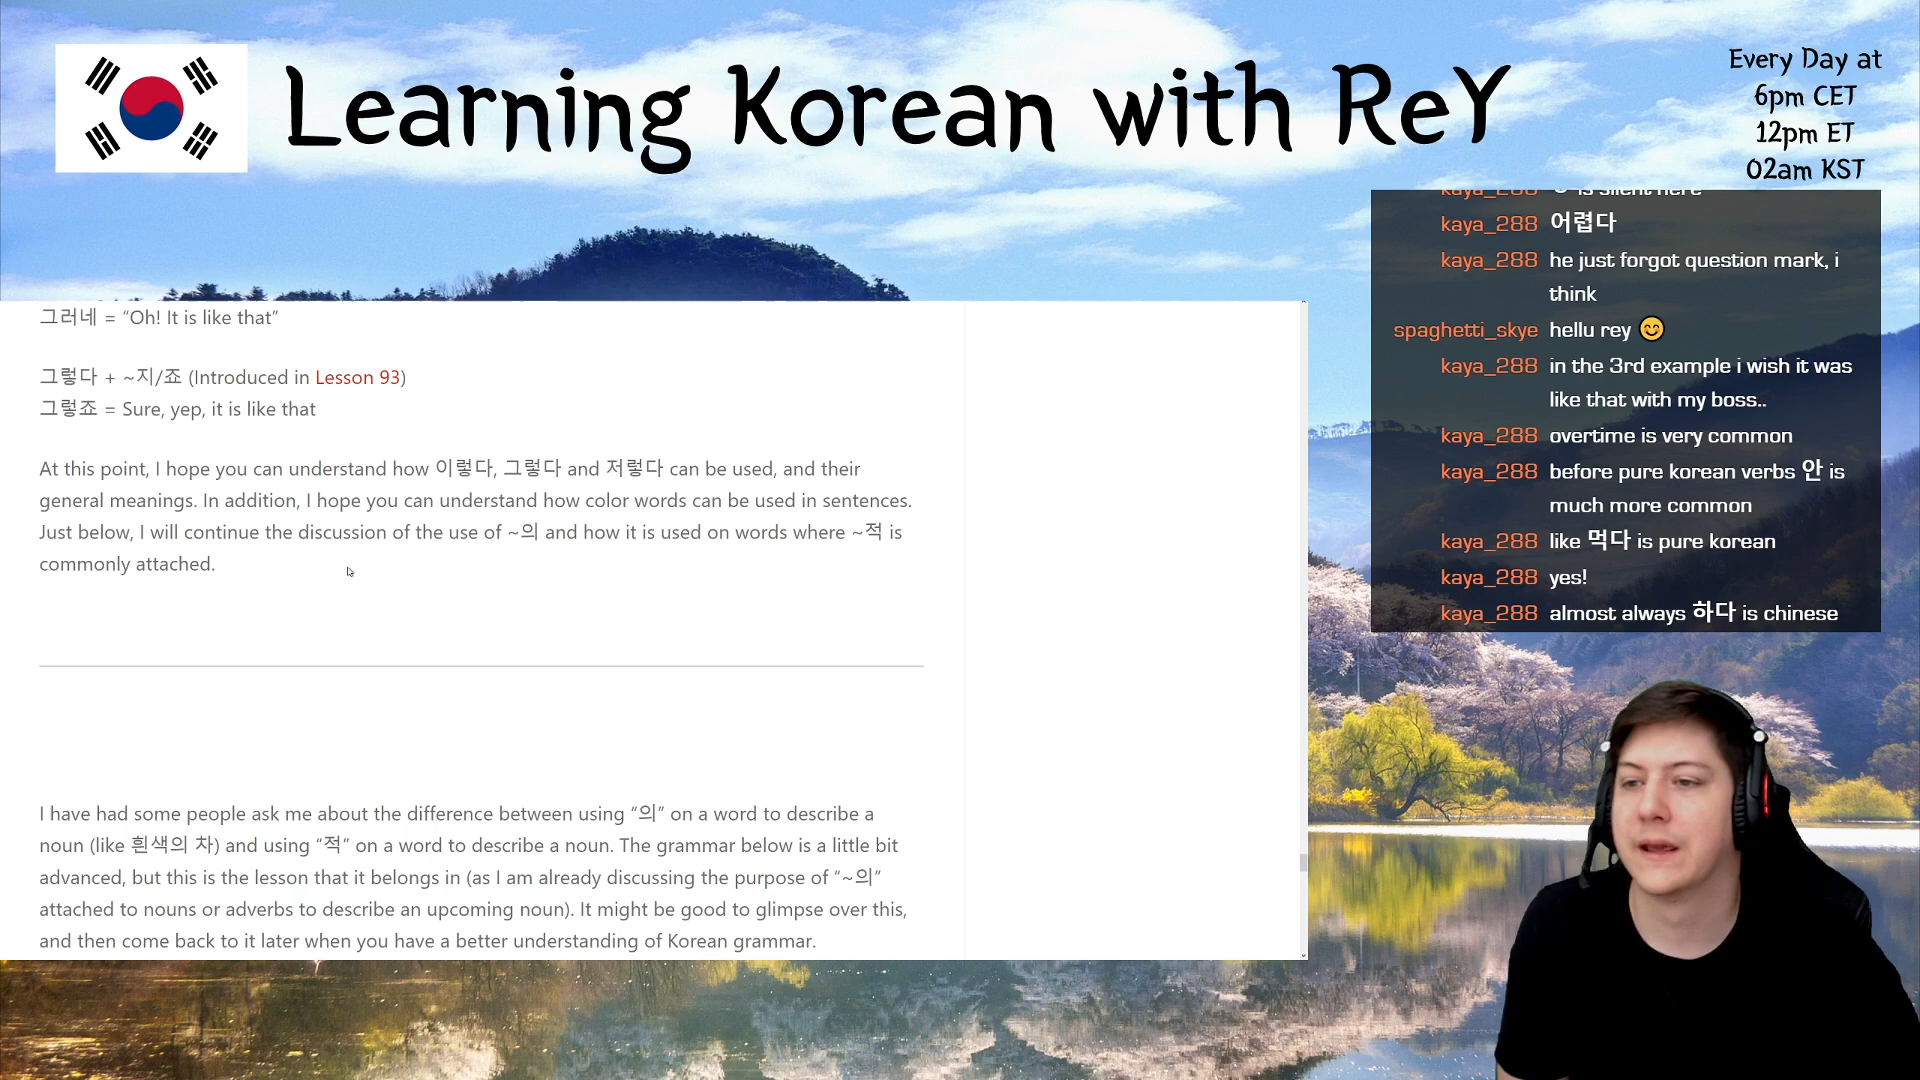 Learning Korean with ReY
Every Day at
6pm CET
12pm ET
02am KST
그러네 = “Oh! It is like that”
그렇다 + ~지/죠 (Introduced in Lesson 93)
그렇죠 = Sure, yep, it is like that
At this point, I hope you can understand how 이렇다, 그렇다 and 저렇다 can be used, and their
general meanings. In addition, I hope you can understand how color words can be used in sentences.
Just below, I will continue the discussion of the use of ~의 and how it is used on words where ~적 is
commonly attached.
I have had some people ask me about the difference between using “의” on a word to describe a
noun (like 흰색의 차) and using “적” on a word to describe a noun. The grammar below is a little bit
advanced, but this is the lesson that it belongs in (as I am already discussing the purpose of “~의”
attached to nouns or adverbs to describe an upcoming noun). It might be good to glimpse over this,
and then come back to it later when you have a better understanding of Korean grammar.
kaya_288 is silent here
kaya_288 어렵다
kaya_288 he just forgot question mark, i
think
spaghetti_skye hellu rey 😊
kaya_288 in the 3rd example i wish it was
like that with my boss..
kaya_288 overtime is very common
kaya_288 before pure korean verbs 안 is
much more common
kaya_288 like 먹다 is pure korean
kaya_288 yes!
kaya_288 almost always 하다 is chinese